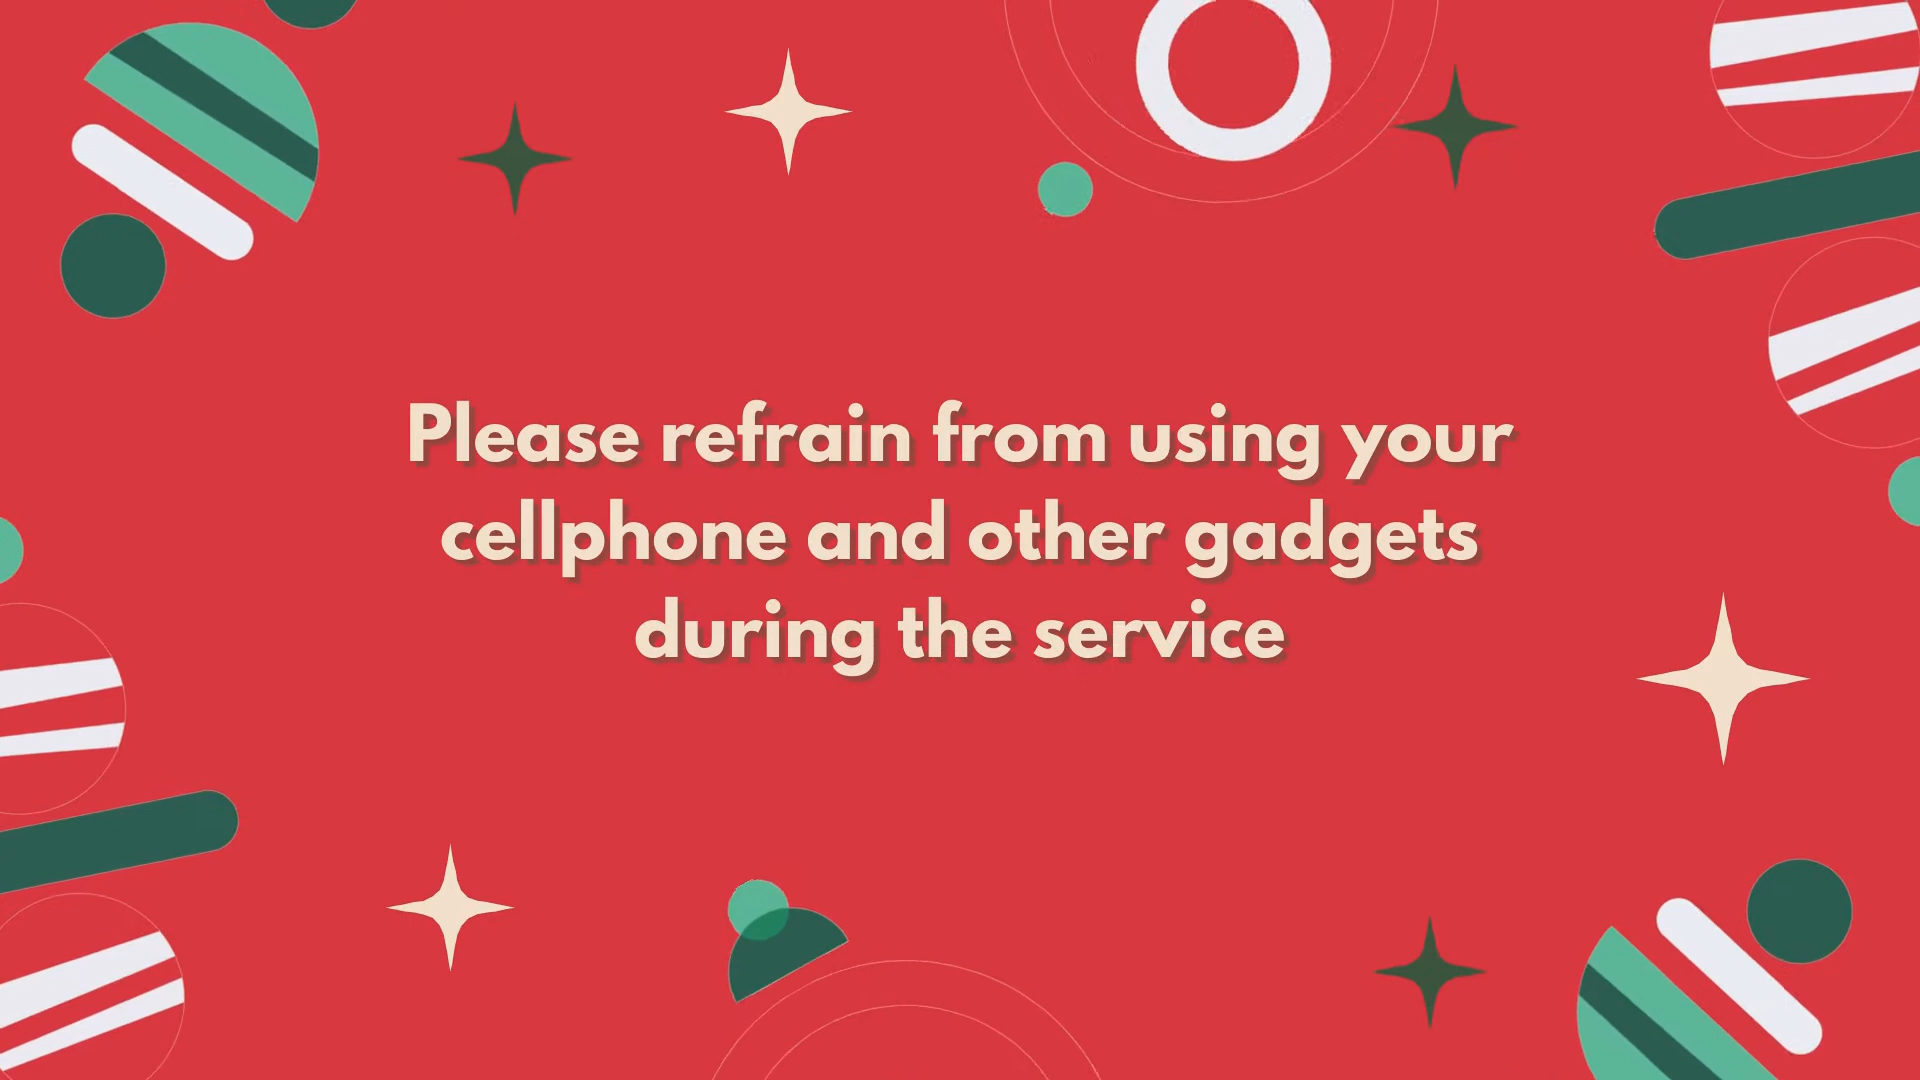 Please refrain from using your
cellphone and other gadgets
during the service